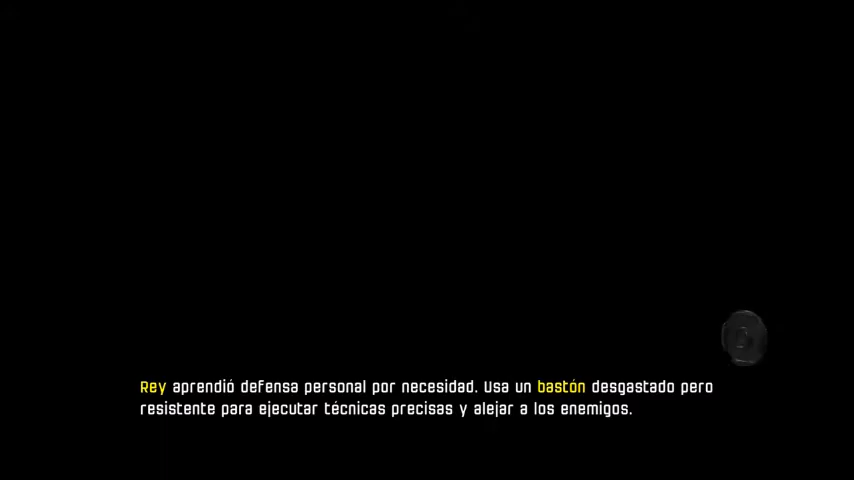 Rey aprendió defensa personal por necesidad. Usa un bastón desgastado pero
resistente para ejecutar técnicas precisas y alejar a los enemigos.